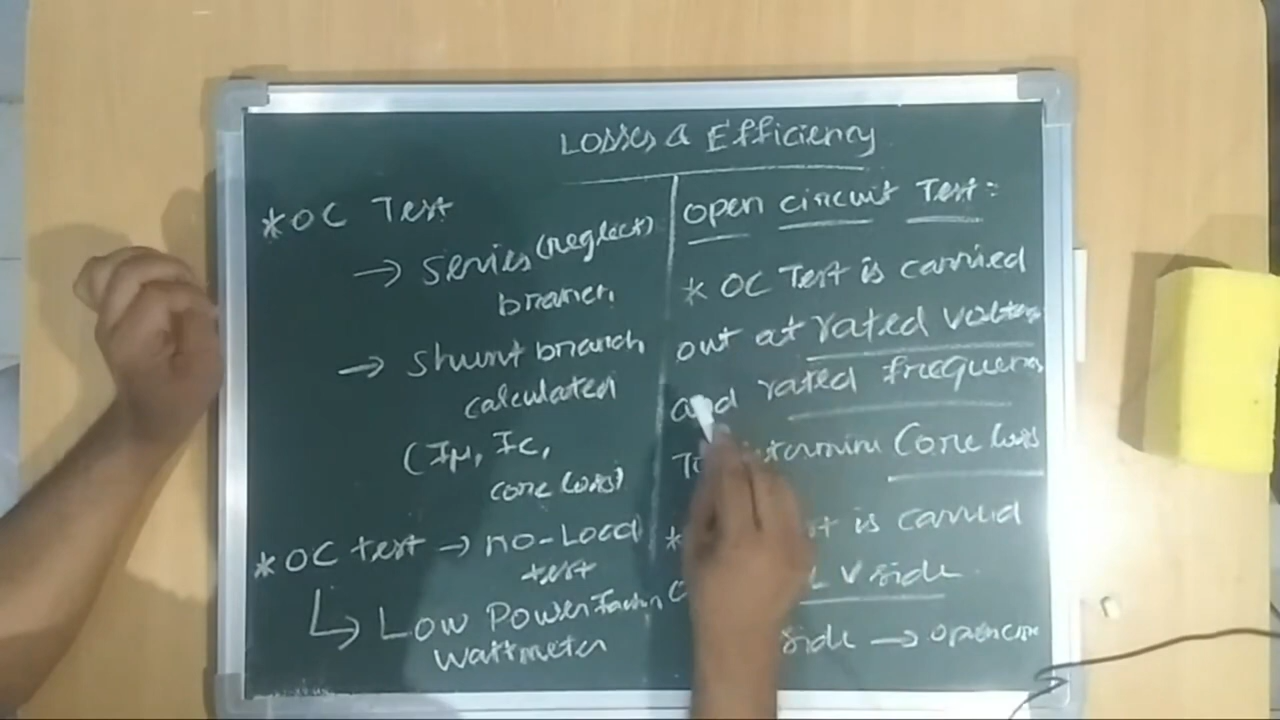 Losses & Efficiency
*OC Test
→ Series (neglect)
branch
→ Shunt branch
calculated
(Iμ, Ic,
core loss)
*OC test → no-Load
test
↳ Low Power Factor
wattmeter
Open circuit Test:
* OC Test is carried
out at rated voltage
and rated frequency
Core loss
* is carried
LV side
side → open